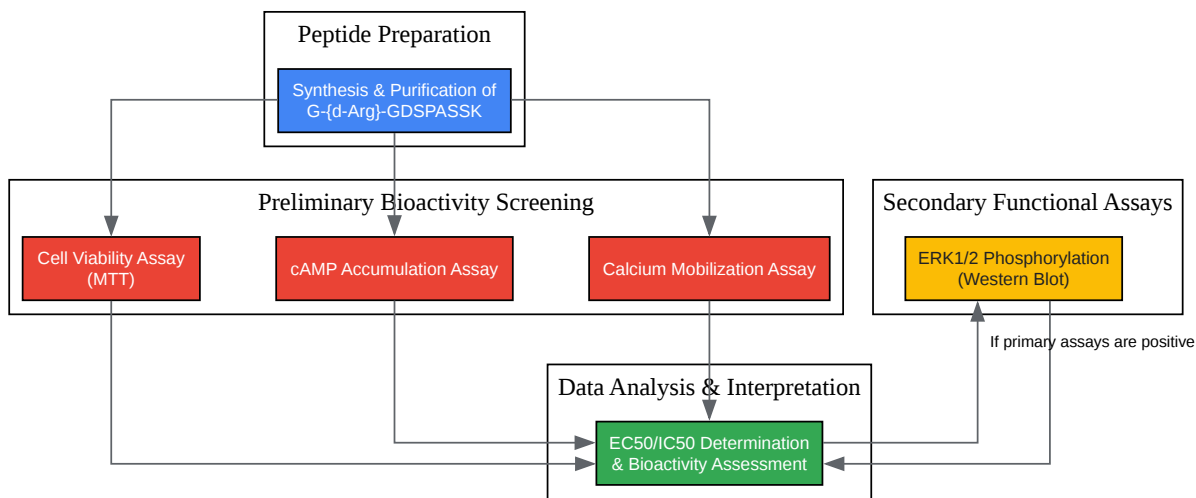 Peptide Preparation
Synthesis & Purification of
G-{d-Arg}-GDSPASSK
Preliminary Bioactivity Screening
Secondary Functional Assays
Cell Viability Assay
(MTT)
cAMP Accumulation Assay
Calcium Mobilization Assay
ERK1/2 Phosphorylation
(Western Blot)
If primary assays are positive
Data Analysis & Interpretation
EC50/IC50 Determination
& Bioactivity Assessment